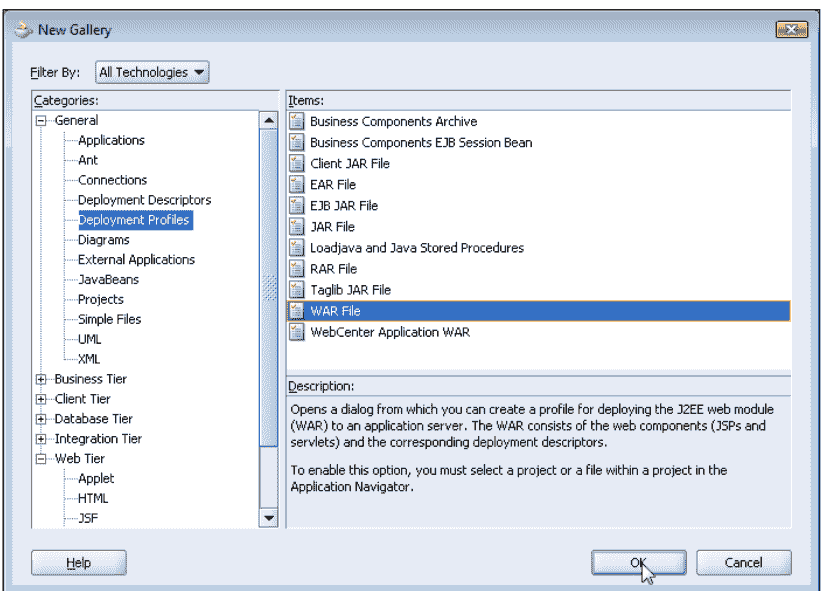 New Gallery
Filter By: All Technologies
Categories:
General
Applications
Ant
Connections
Deployment Descriptors
Deployment Profiles
Diagrams
External Applications
JavaBeans
Projects
Simple Files
UML
XML
Business Tier
Client Tier
Database Tier
Integration Tier
Web Tier
Applet
HTML
JSF
Items:
Business Components Archive
Business Components EJB Session Bean
Client JAR File
EAR File
EJB JAR File
JAR File
Loadjava and Java Stored Procedures
RAR File
Taglib JAR File
WAR File
WebCenter Application WAR
Description:
Opens a dialog from which you can create a profile for deploying the J2EE web module
(WAR) to an application server. The WAR consists of the web components (JSPs and
servlets) and the corresponding deployment descriptors.
To enable this option, you must select a project or a file within a project in the
Application Navigator.
Help
OK
Cancel